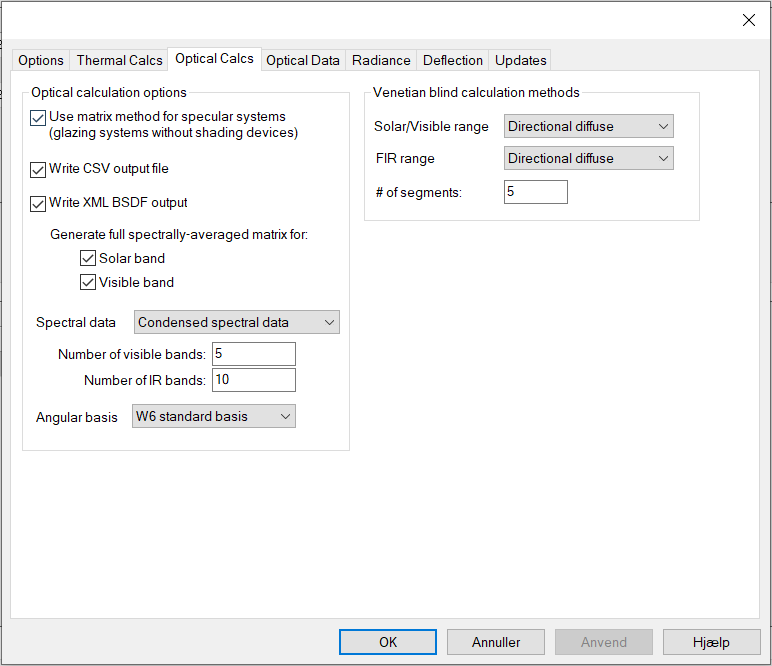 Options Thermal Calcs Optical Calcs Optical Data Radiance Deflection Updates
Optical calculation options
Use matrix method for specular systems
(glazing systems without shading devices)
Write CSV output file
Write XML BSDF output
Generate full spectrally-averaged matrix for:
Solar band
Visible band
Spectral data Condensed spectral data
Number of visible bands: 5
Number of IR bands: 10
Angular basis W6 standard basis
Venetian blind calculation methods
Solar/Visible range Directional diffuse
FIR range Directional diffuse
# of segments: 5
OK Annuller Anvend Hjælp